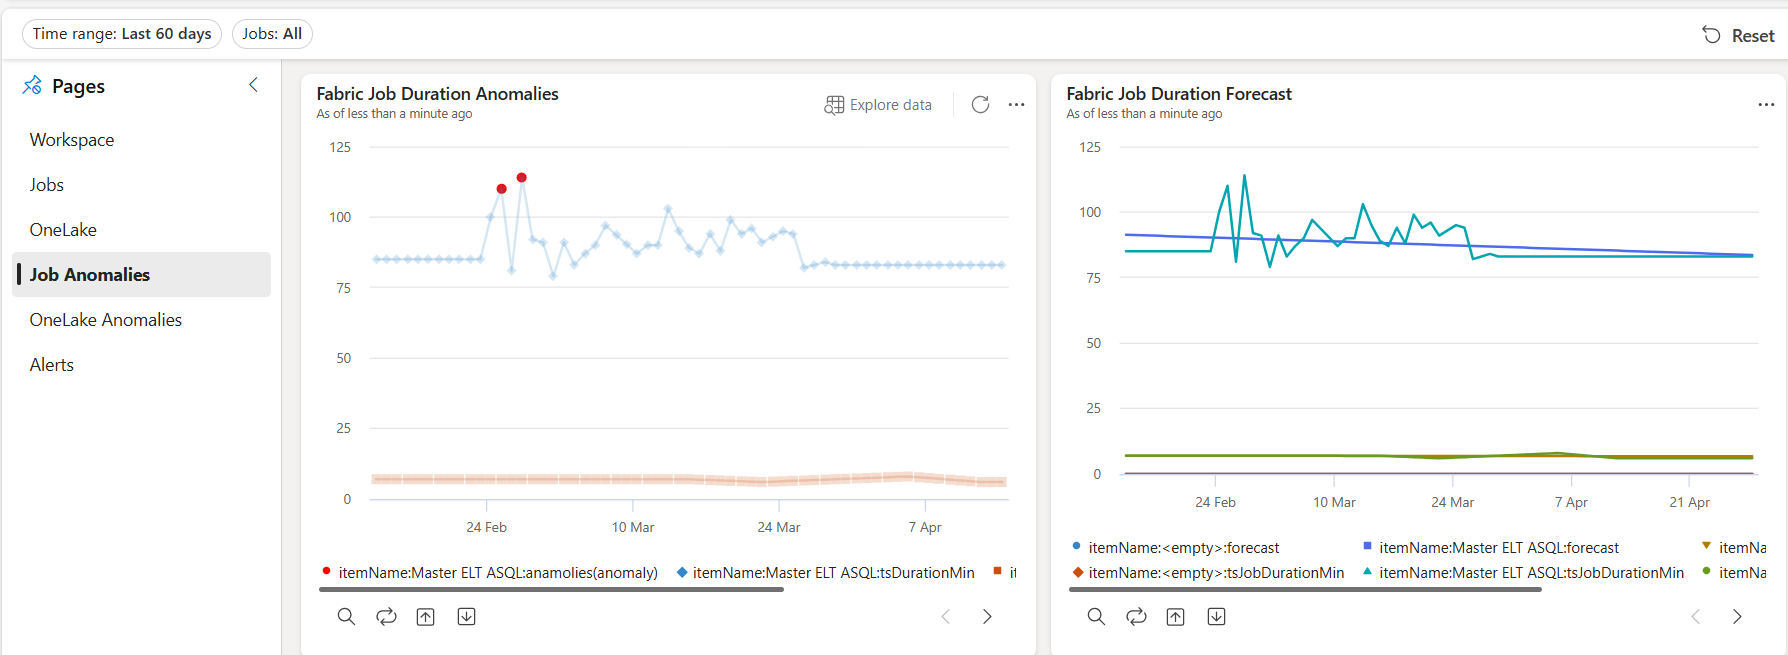 Time range: Last 60 days
Jobs: All
Reset
Pages
Workspace
Jobs
OneLake
Job Anomalies
OneLake Anomalies
Alerts
Fabric Job Duration Anomalies
As of less than a minute ago
Explore data
125
100
75
50
25
0
24 Feb
10 Mar
24 Mar
7 Apr
itemName:Master ELT ASQL:anamolies(anomaly)
itemName:Master ELT ASQL:tsDurationMin
it
Fabric Job Duration Forecast
As of less than a minute ago
125
100
75
50
25
0
24 Feb
10 Mar
24 Mar
7 Apr
21 Apr
itemName:<empty>:forecast
itemName:Master ELT ASQL:forecast
itemNa
itemName:<empty>:tsJobDurationMin
itemName:Master ELT ASQL:tsJobDurationMin
itemNa